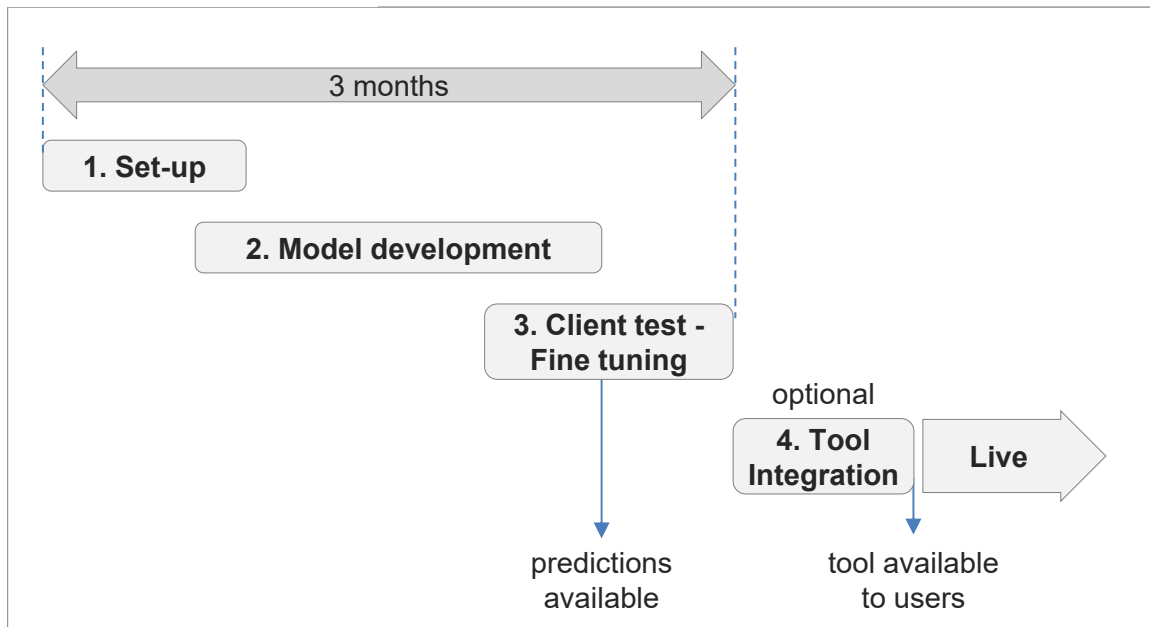 3 months
1. Set-up
2. Model development
3. Client test -
Fine tuning
optional
4. Tool
Integration
Live
predictions
available
tool available
to users